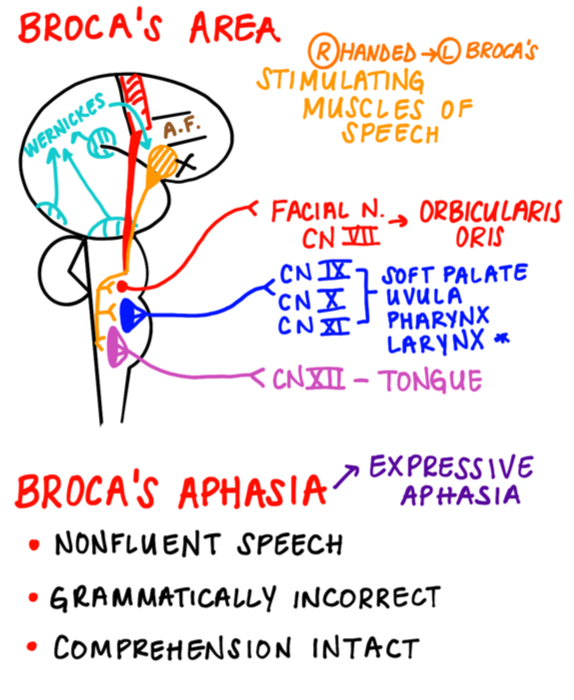 BROCA'S AREA
R HANDED → L BROCA'S
STIMULATING
MUSCLES OF
SPEECH
WERNICKES
A.F.
X
FACIAL N. → ORBICULARIS
CN VII ORIS
CN IX SOFT PALATE
CN X UVULA
CN XI PHARYNX
LARYNX *
CN XII - TONGUE
BROCA'S APHASIA ↗ EXPRESSIVE
APHASIA
• NONFLUENT SPEECH
• GRAMMATICALLY INCORRECT
• COMPREHENSION INTACT